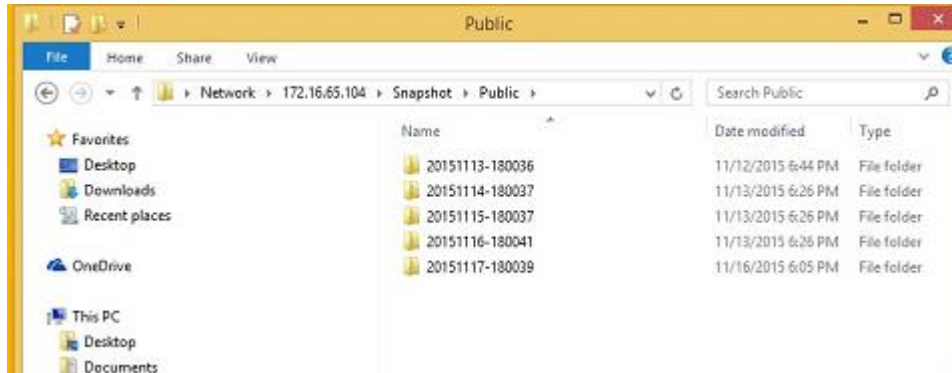 Public
File Home Share View
Network 172.16.65.104 Snapshot Public Search Public
Favorites
Desktop
Downloads
Recent places
OneDrive
This PC
Desktop
Documents
Name Date modified Type
20151113-180036 11/12/2015 6:44 PM File folder
20151114-180037 11/13/2015 6:26 PM File folder
20151115-180037 11/13/2015 6:26 PM File folder
20151116-180041 11/13/2015 6:26 PM File folder
20151117-180039 11/16/2015 6:05 PM File folder